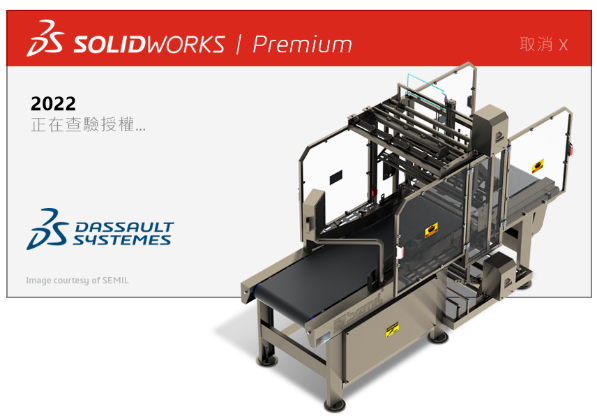 SOLIDWORKS | Premium
取消 X
2022
正在查驗授權...
DASSAULT
SYSTEMES
Image courtesy of SEMIL